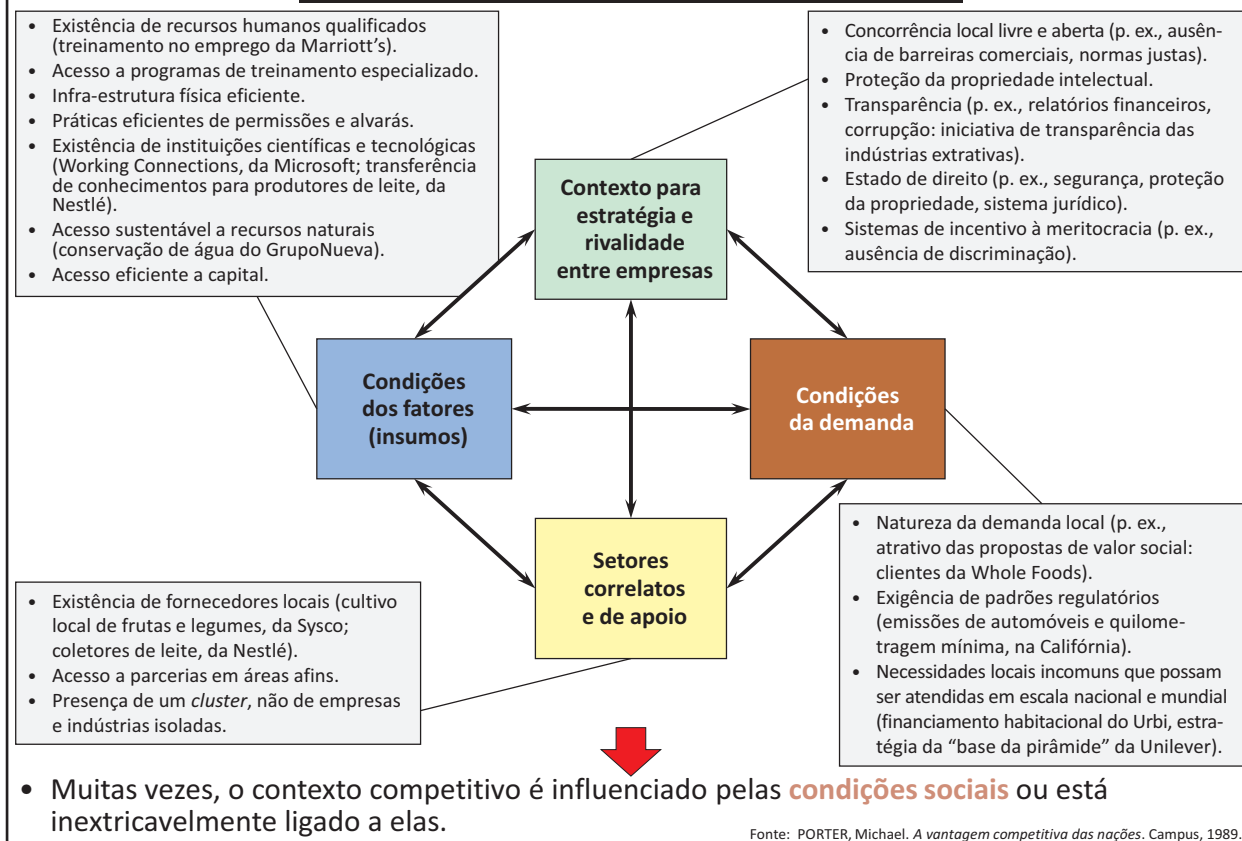 • Existência de recursos humanos qualificados
(treinamento no emprego da Marriott’s).
• Acesso a programas de treinamento especializado.
• Infra-estrutura física eficiente.
• Práticas eficientes de permissões e alvarás.
• Existência de instituições científicas e tecnológicas
(Working Connections, da Microsoft; transferência
de conhecimentos para produtores de leite, da
Nestlé).
• Acesso sustentável a recursos naturais
(conservação de água do GrupoNueva).
• Acesso eficiente a capital.
• Concorrência local livre e aberta (p. ex., ausên-
cia de barreiras comerciais, normas justas).
• Proteção da propriedade intelectual.
• Transparência (p. ex., relatórios financeiros,
corrupção: iniciativa de transparência das
indústrias extrativas).
• Estado de direito (p. ex., segurança, proteção
da propriedade, sistema jurídico).
• Sistemas de incentivo à meritocracia (p. ex.,
ausência de discriminação).
Contexto para
estratégia e
rivalidade
entre empresas
Condições
dos fatores
(insumos)
Condições
da demanda
Setores
correlatos
e de apoio
• Existência de fornecedores locais (cultivo
local de frutas e legumes, da Sysco;
coletores de leite, da Nestlé).
• Acesso a parcerias em áreas afins.
• Presença de um cluster, não de empresas
e indústrias isoladas.
• Natureza da demanda local (p. ex.,
atrativo das propostas de valor social:
clientes da Whole Foods).
• Exigência de padrões regulatórios
(emissões de automóveis e quilome-
tragem mínima, na Califórnia).
• Necessidades locais incomuns que possam
ser atendidas em escala nacional e mundial
(financiamento habitacional do Urbi, estra-
tégia da “base da pirâmide” da Unilever).
• Muitas vezes, o contexto competitivo é influenciado pelas condições sociais ou está
inextricavelmente ligado a elas.
Fonte: PORTER, Michael. A vantagem competitiva das nações. Campus, 1989.